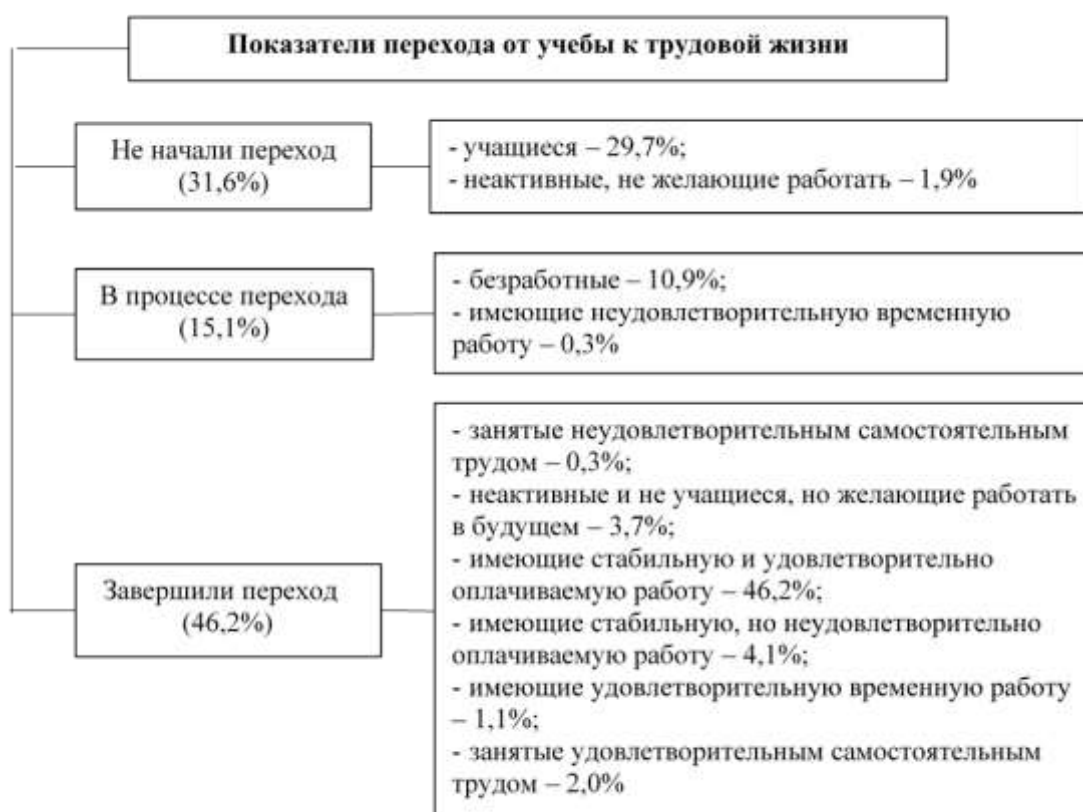 Показатели перехода от учебы к трудовой жизни
Не начали переход
(31,6%)
- учащиеся – 29,7%;
- неактивные, не желающие работать – 1,9%
В процессе перехода
(15,1%)
- безработные – 10,9%;
- имеющие неудовлетворительную временную
работу – 0,3%
Завершили переход
(46,2%)
- занятые неудовлетворительным самостоятельным
трудом – 0,3%;
- неактивные и не учащиеся, но желающие работать
в будущем – 3,7%;
- имеющие стабильную и удовлетворительно
оплачиваемую работу – 46,2%;
- имеющие стабильную, но неудовлетворительно
оплачиваемую работу – 4,1%;
- имеющие удовлетворительную временную работу
– 1,1%;
- занятые удовлетворительным самостоятельным
трудом – 2,0%